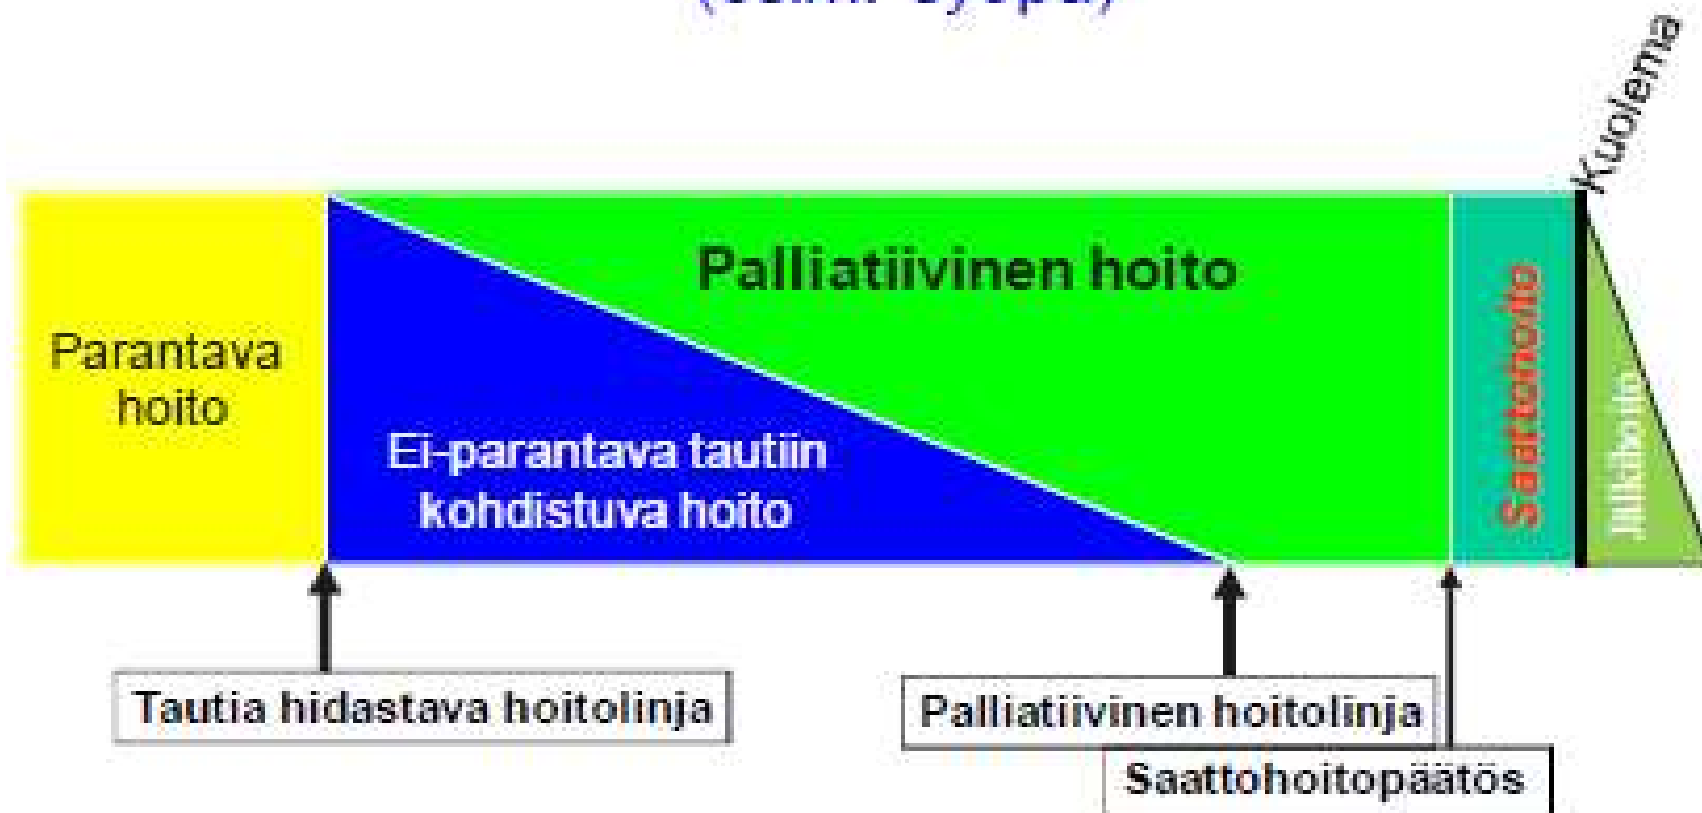 Kuolema
Palliatiivinen hoito
Parantava
hoito
Ei-parantava tautiin
kohdistuva hoito
Saattohoito
Jälkihoito
Tautia hidastava hoitolinja
Palliatiivinen hoitolinja
Saattohoitopäätös